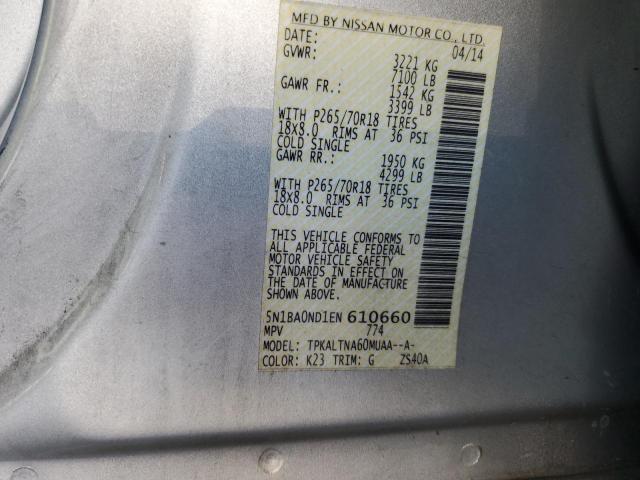 MFD BY NISSAN MOTOR CO., LTD.
DATE: 04/14
GVWR: 3221 KG
7100 LB
GAWR FR.: 1542 KG
3399 LB
WITH P265/70R18 TIRES
18X8.0 RIMS AT 36 PSI
COLD SINGLE
GAWR RR.: 1950 KG
4299 LB
WITH P265/70R18 TIRES
18X8.0 RIMS AT 36 PSI
COLD SINGLE
THIS VEHICLE CONFORMS TO
ALL APPLICABLE FEDERAL
MOTOR VEHICLE SAFETY
STANDARDS IN EFFECT ON
THE DATE OF MANUFACTURE
SHOWN ABOVE.
5N1BA0ND1EN 610660
MPV 774
MODEL: TPKALTNA60MUAA--A-
COLOR: K23 TRIM: G ZS40A